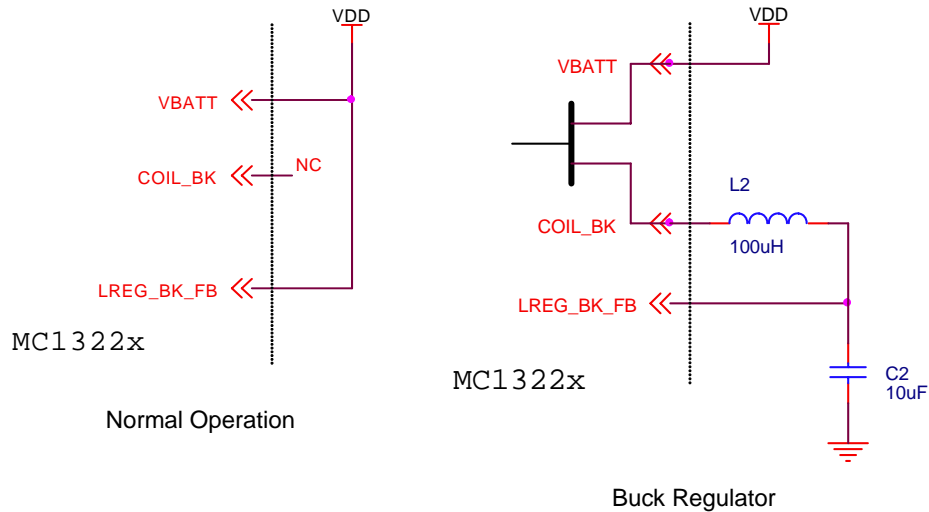 VDD
VBATT
COIL_BK
NC
LREG_BK_FB
MC1322x
Normal Operation
VDD
VBATT
L2
COIL_BK
100uH
LREG_BK_FB
MC1322x
C2
10uF
Buck Regulator